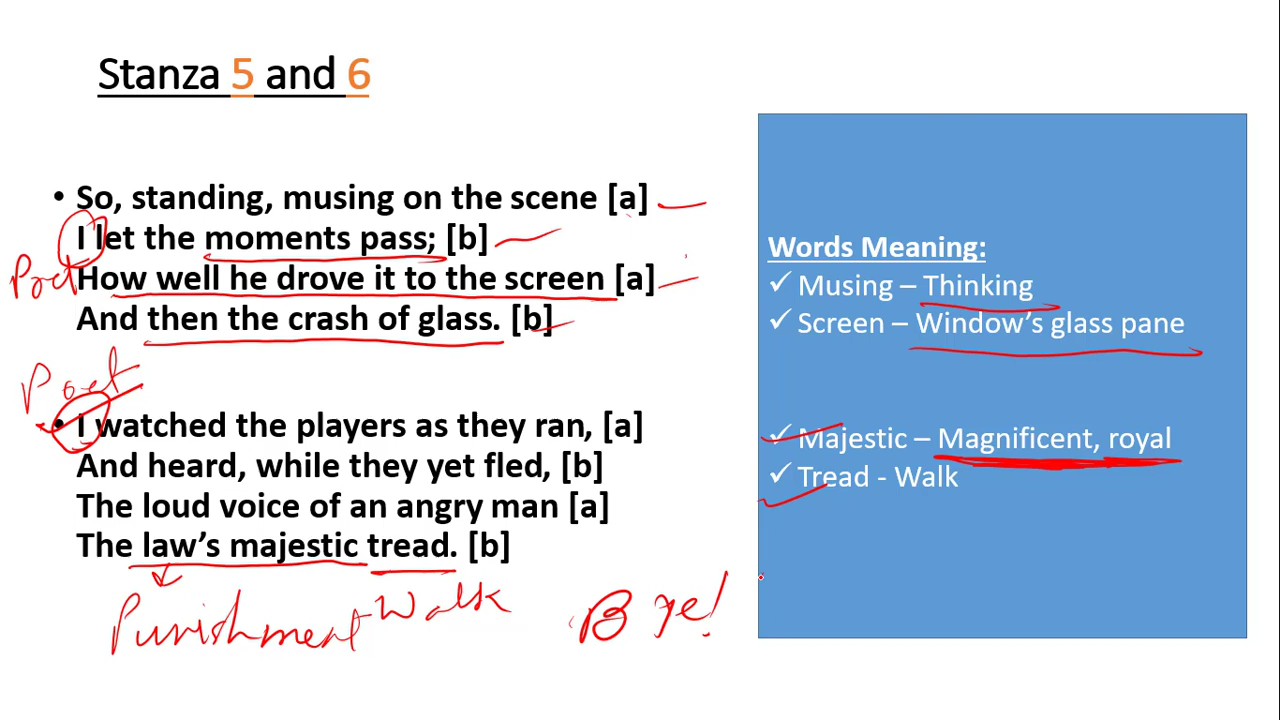 Stanza 5 and 6
• So, standing, musing on the scene [a]
I let the moments pass; [b]
Poet
How well he drove it to the screen [a]
And then the crash of glass. [b]
Poet
• I watched the players as they ran, [a]
And heard, while they yet fled, [b]
The loud voice of an angry man [a]
The law’s majestic tread. [b]
Punishment Walk Bye!
Words Meaning:
✓ Musing – Thinking
✓ Screen – Window’s glass pane
✓ Majestic – Magnificent, royal
✓ Tread - Walk